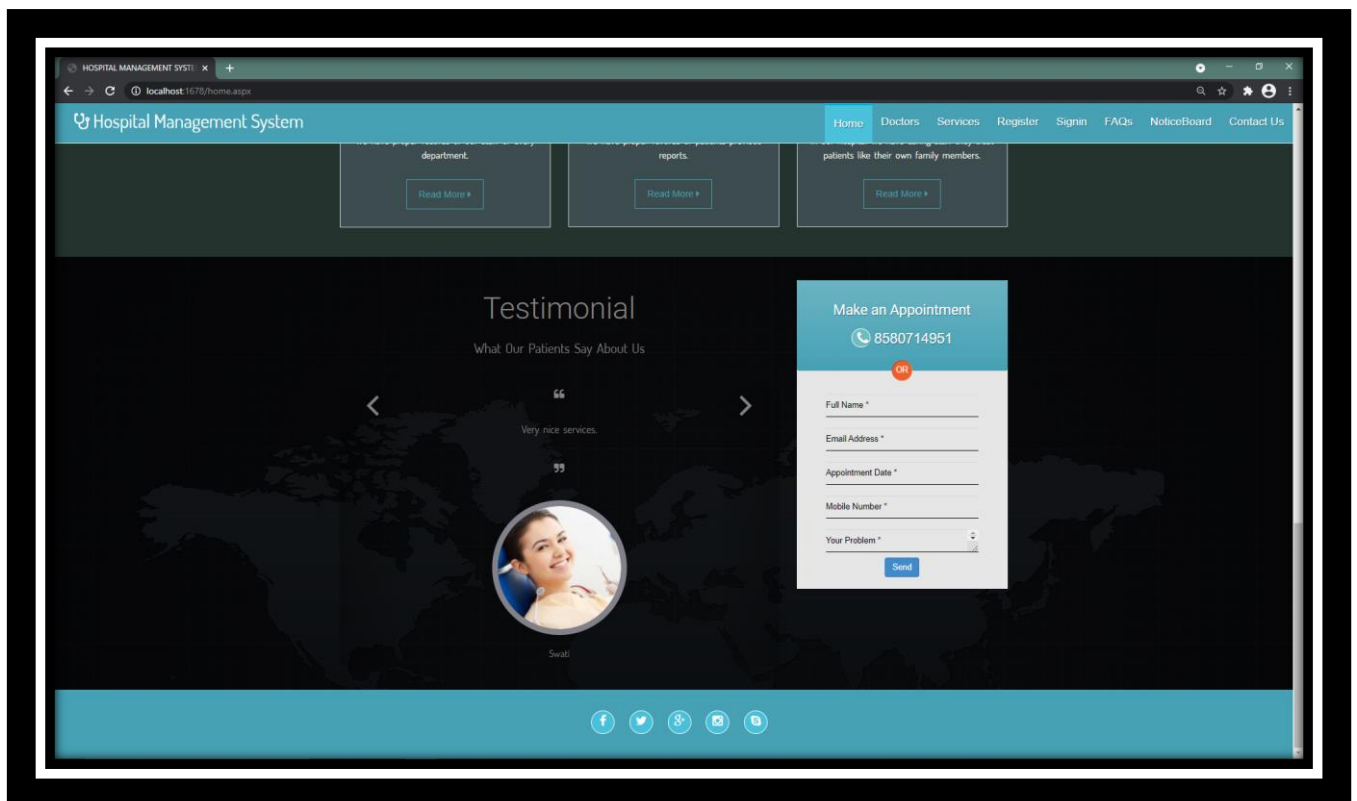 HOSPITAL MANAGEMENT SYSTE
localhost:1678/home.aspx
Hospital Management System
Home Doctors Services Register Signin FAQs NoticeBoard Contact Us
department.
reports.
patients like their own family members.
Read More
Read More
Read More
Testimonial
What Our Patients Say About Us
“
Very nice services.
”
Swati
Make an Appointment
8580714951
OR
Full Name *
Email Address *
Appointment Date *
Mobile Number *
Your Problem *
Send